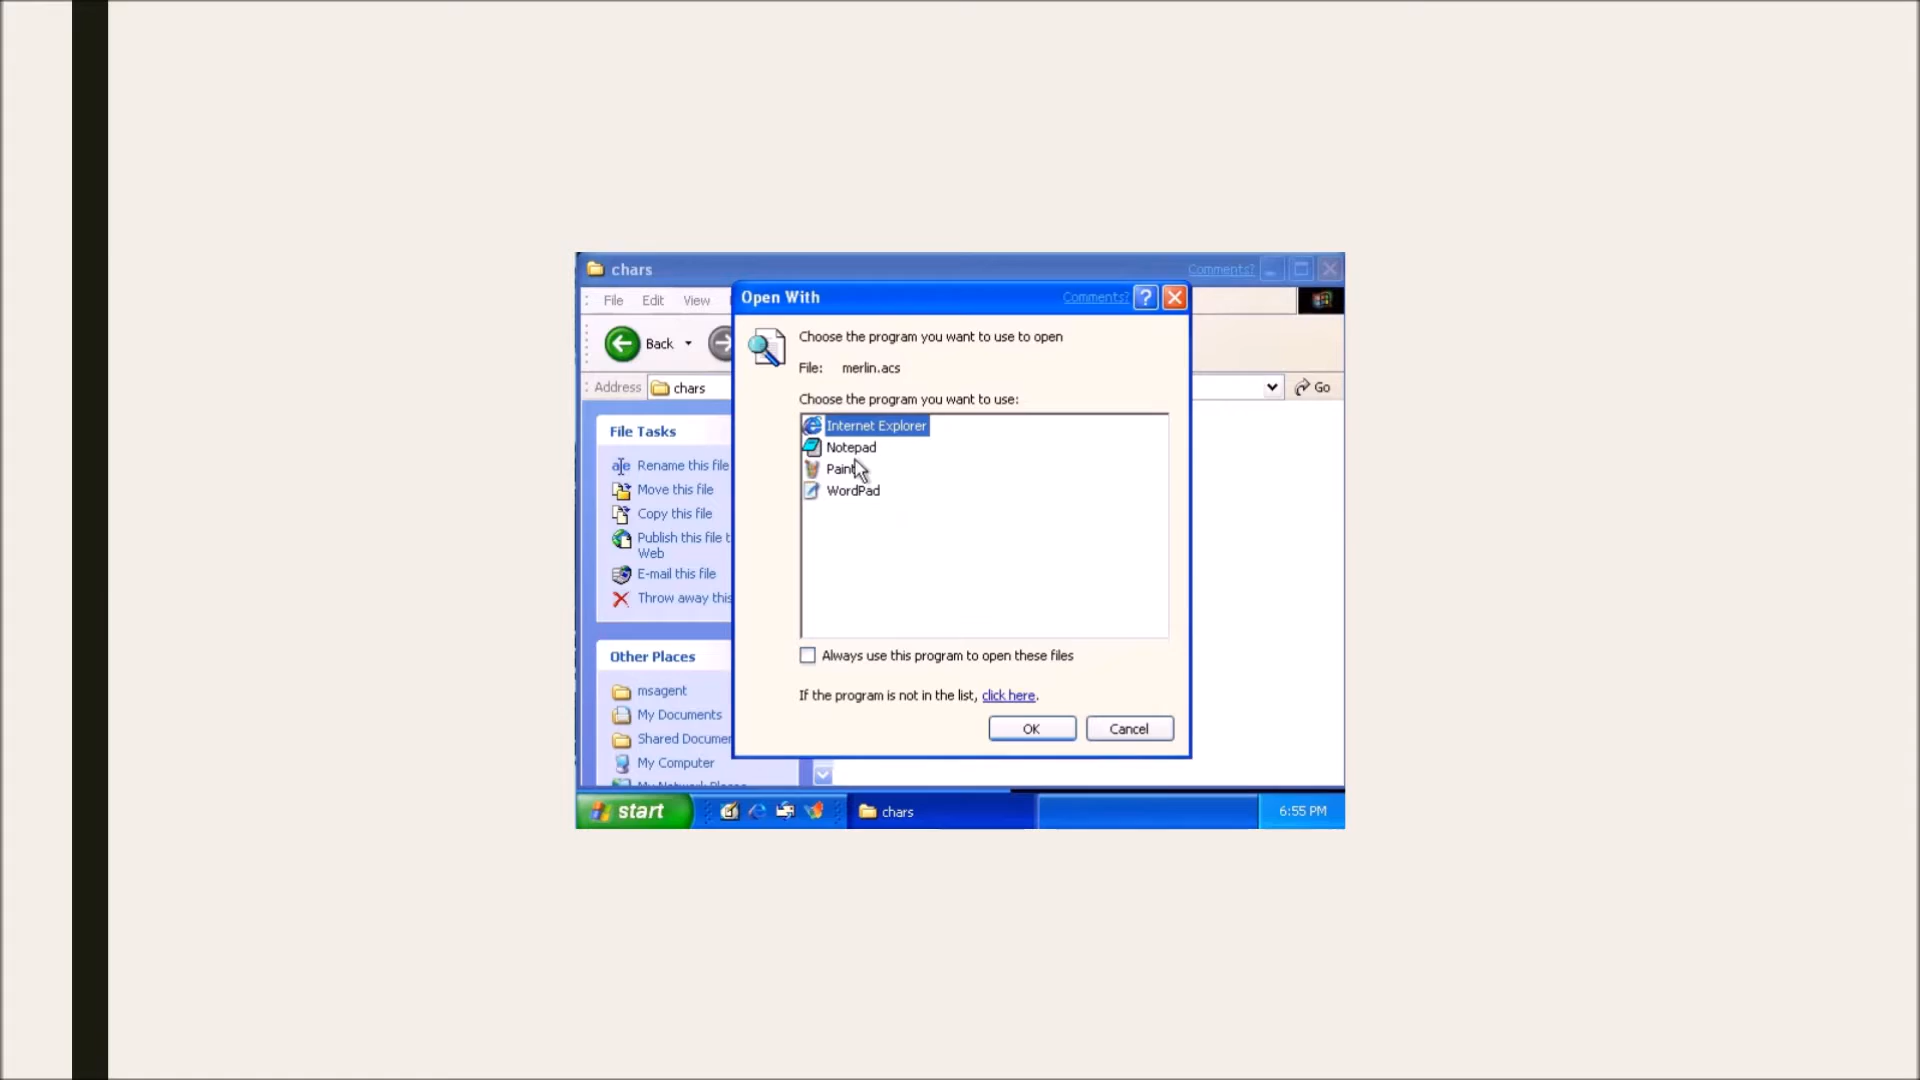 chars
Comments?
File Edit View
Open With
Comments?
Choose the program you want to use to open
File: merlin.acs
Back
Address chars
Go
Choose the program you want to use:
Internet Explorer
Notepad
Paint
WordPad
File Tasks
Rename this file
Move this file
Copy this file
Publish this file t
Web
E-mail this file
Throw away this
Always use this program to open these files
Other Places
msagent
My Documents
Shared Documen
My Computer
If the program is not in the list, click here.
OK Cancel
start
chars
6:55 PM